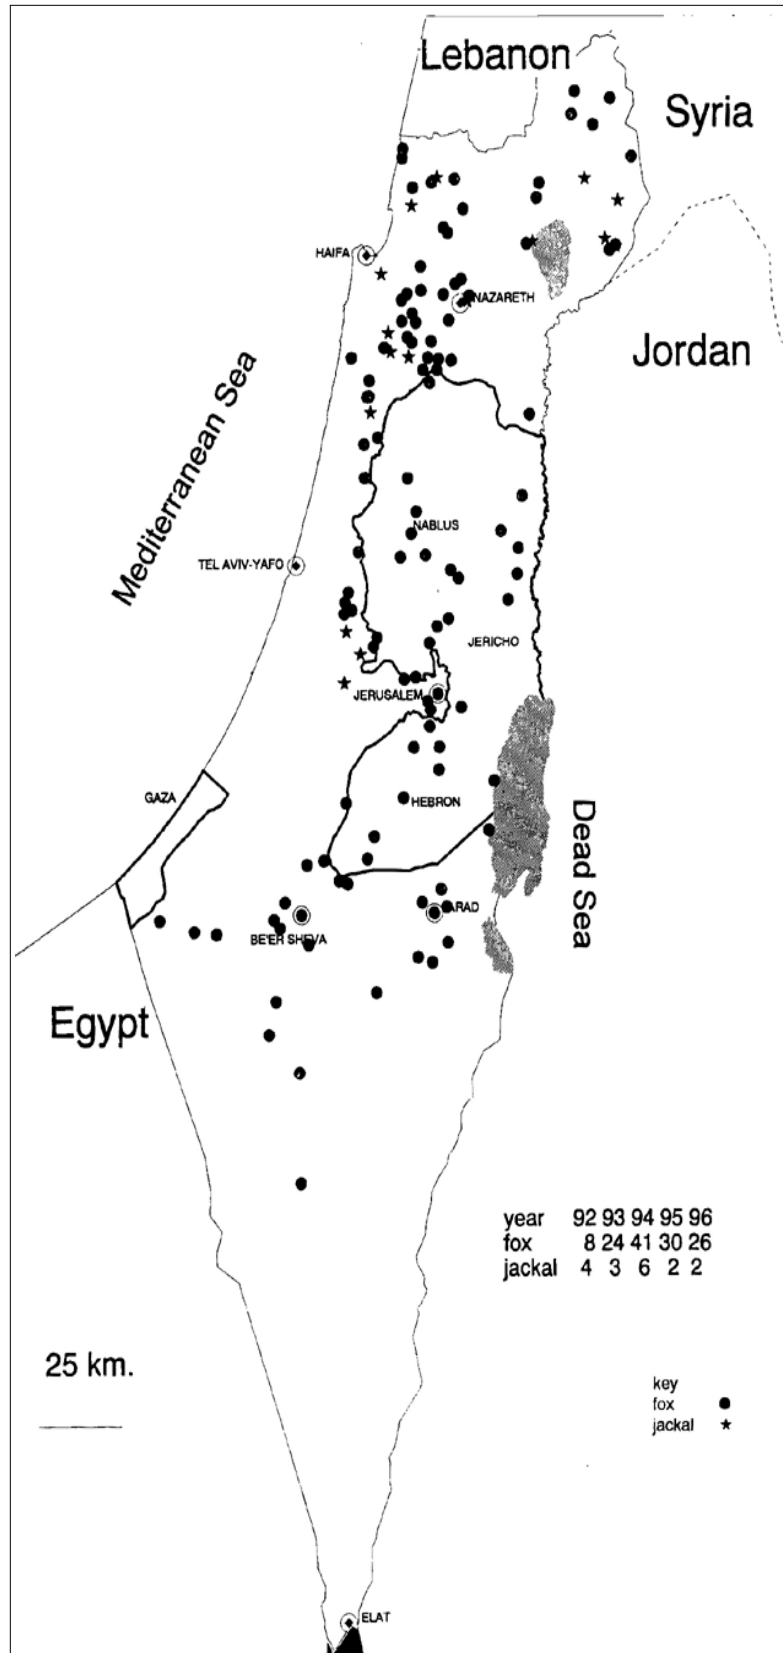 Lebanon
Syria
HAIFA
NAZARETH
Jordan
Mediterranean Sea
NABLUS
TEL AVIV-YAFO
JERICHO
JERUSALEM
GAZA
HEBRON
Dead Sea
ARAD
BE'ER SHEVA
Egypt
year 92 93 94 95 96
fox 8 24 41 30 26
jackal 4 3 6 2 2
25 km.
key
fox
jackal
ELAT